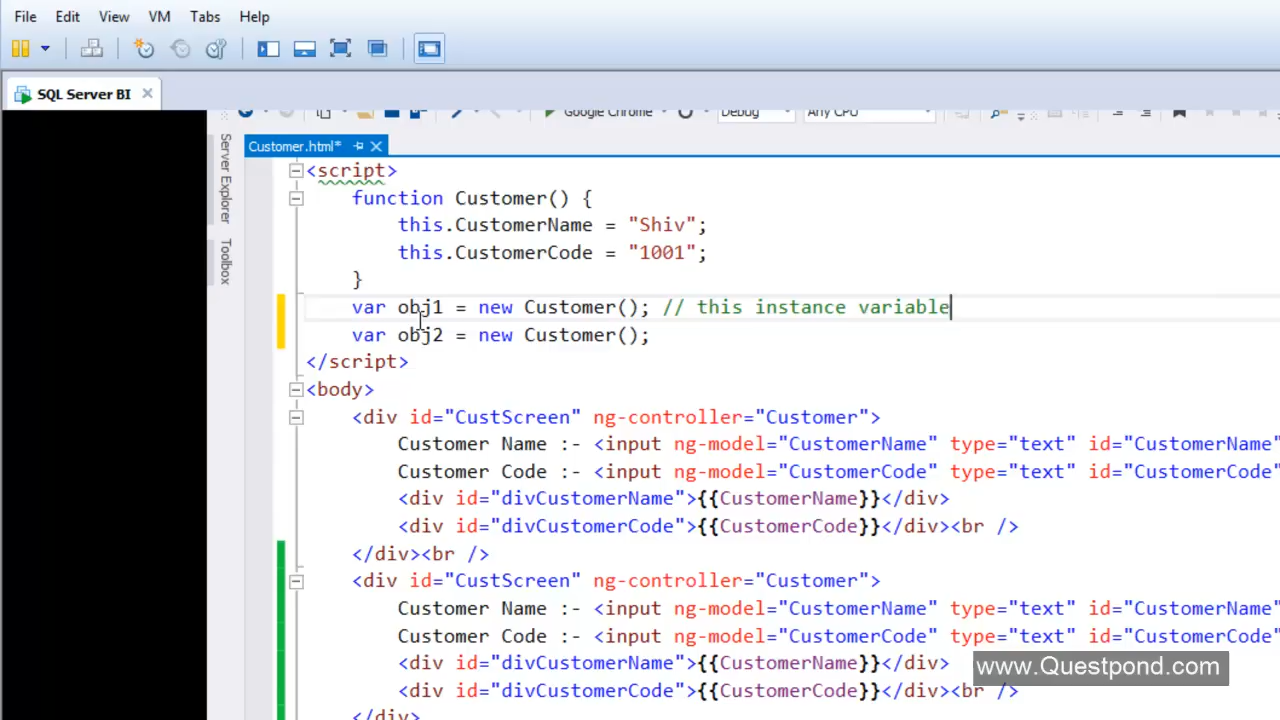 File Edit View VM Tabs Help
SQL Server BI
Google Chrome Debug Any CPU
Server Explorer
Toolbox
Customer.html*
<script>
function Customer() {
this.CustomerName = "Shiv";
this.CustomerCode = "1001";
}
var obj1 = new Customer(); // this instance variable
var obj2 = new Customer();
</script>
<body>
<div id="CustScreen" ng-controller="Customer">
Customer Name :- <input ng-model="CustomerName" type="text" id="CustomerName"
Customer Code :- <input ng-model="CustomerCode" type="text" id="CustomerCode
<div id="divCustomerName">{{CustomerName}}</div>
<div id="divCustomerCode">{{CustomerCode}}</div><br />
</div><br />
<div id="CustScreen" ng-controller="Customer">
Customer Name :- <input ng-model="CustomerName" type="text" id="CustomerName"
Customer Code :- <input ng-model="CustomerCode" type="text" id="CustomerCode
<div id="divCustomerName">{{CustomerName}}</div>
<div id="divCustomerCode">{{CustomerCode}}</div><br />
</div>
www.Questpond.com